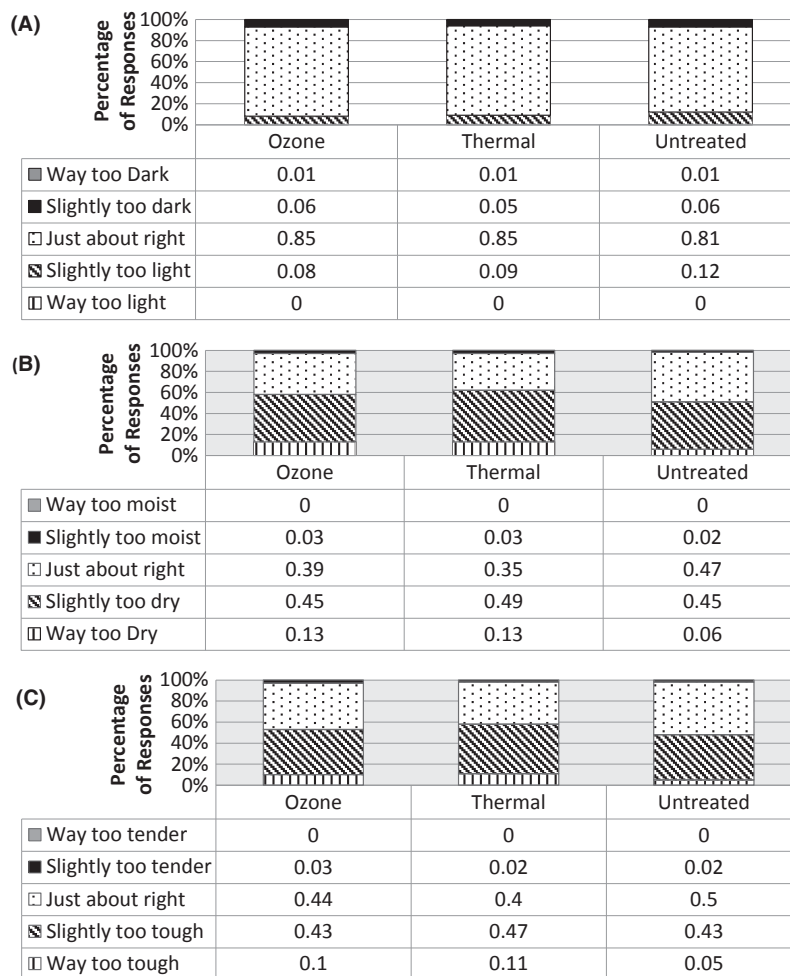 (A)
Percentage
of Responses
100%
80%
60%
40%
20%
0%
Ozone Thermal Untreated
Way too Dark 0.01 0.01 0.01
Slightly too dark 0.06 0.05 0.06
Just about right 0.85 0.85 0.81
Slightly too light 0.08 0.09 0.12
Way too light 0 0 0
(B)
Percentage
of Responses
100%
80%
60%
40%
20%
0%
Ozone Thermal Untreated
Way too moist 0 0 0
Slightly too moist 0.03 0.03 0.02
Just about right 0.39 0.35 0.47
Slightly too dry 0.45 0.49 0.45
Way too Dry 0.13 0.13 0.06
(C)
Percentage
of Responses
100%
80%
60%
40%
20%
0%
Ozone Thermal Untreated
Way too tender 0 0 0
Slightly too tender 0.03 0.02 0.02
Just about right 0.44 0.4 0.5
Slightly too tough 0.43 0.47 0.43
Way too tough 0.1 0.11 0.05